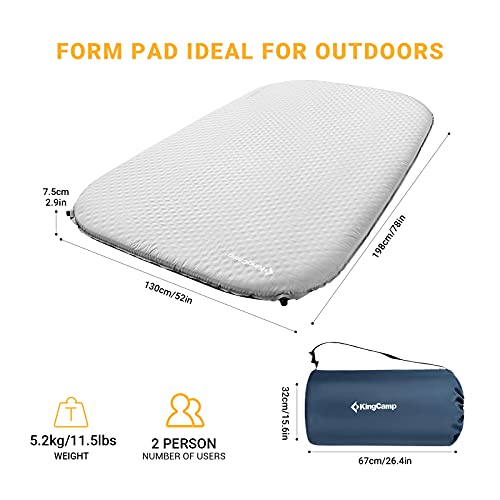 FORM PAD IDEAL FOR OUTDOORS
7.5cm
2.9in
KingCamp
130cm/52in
198cm/78in
T
5.2kg/11.5lbs
WEIGHT
2 PERSON
NUMBER OF USERS
32cm/15.6in
KingCamp
67cm/26.4in